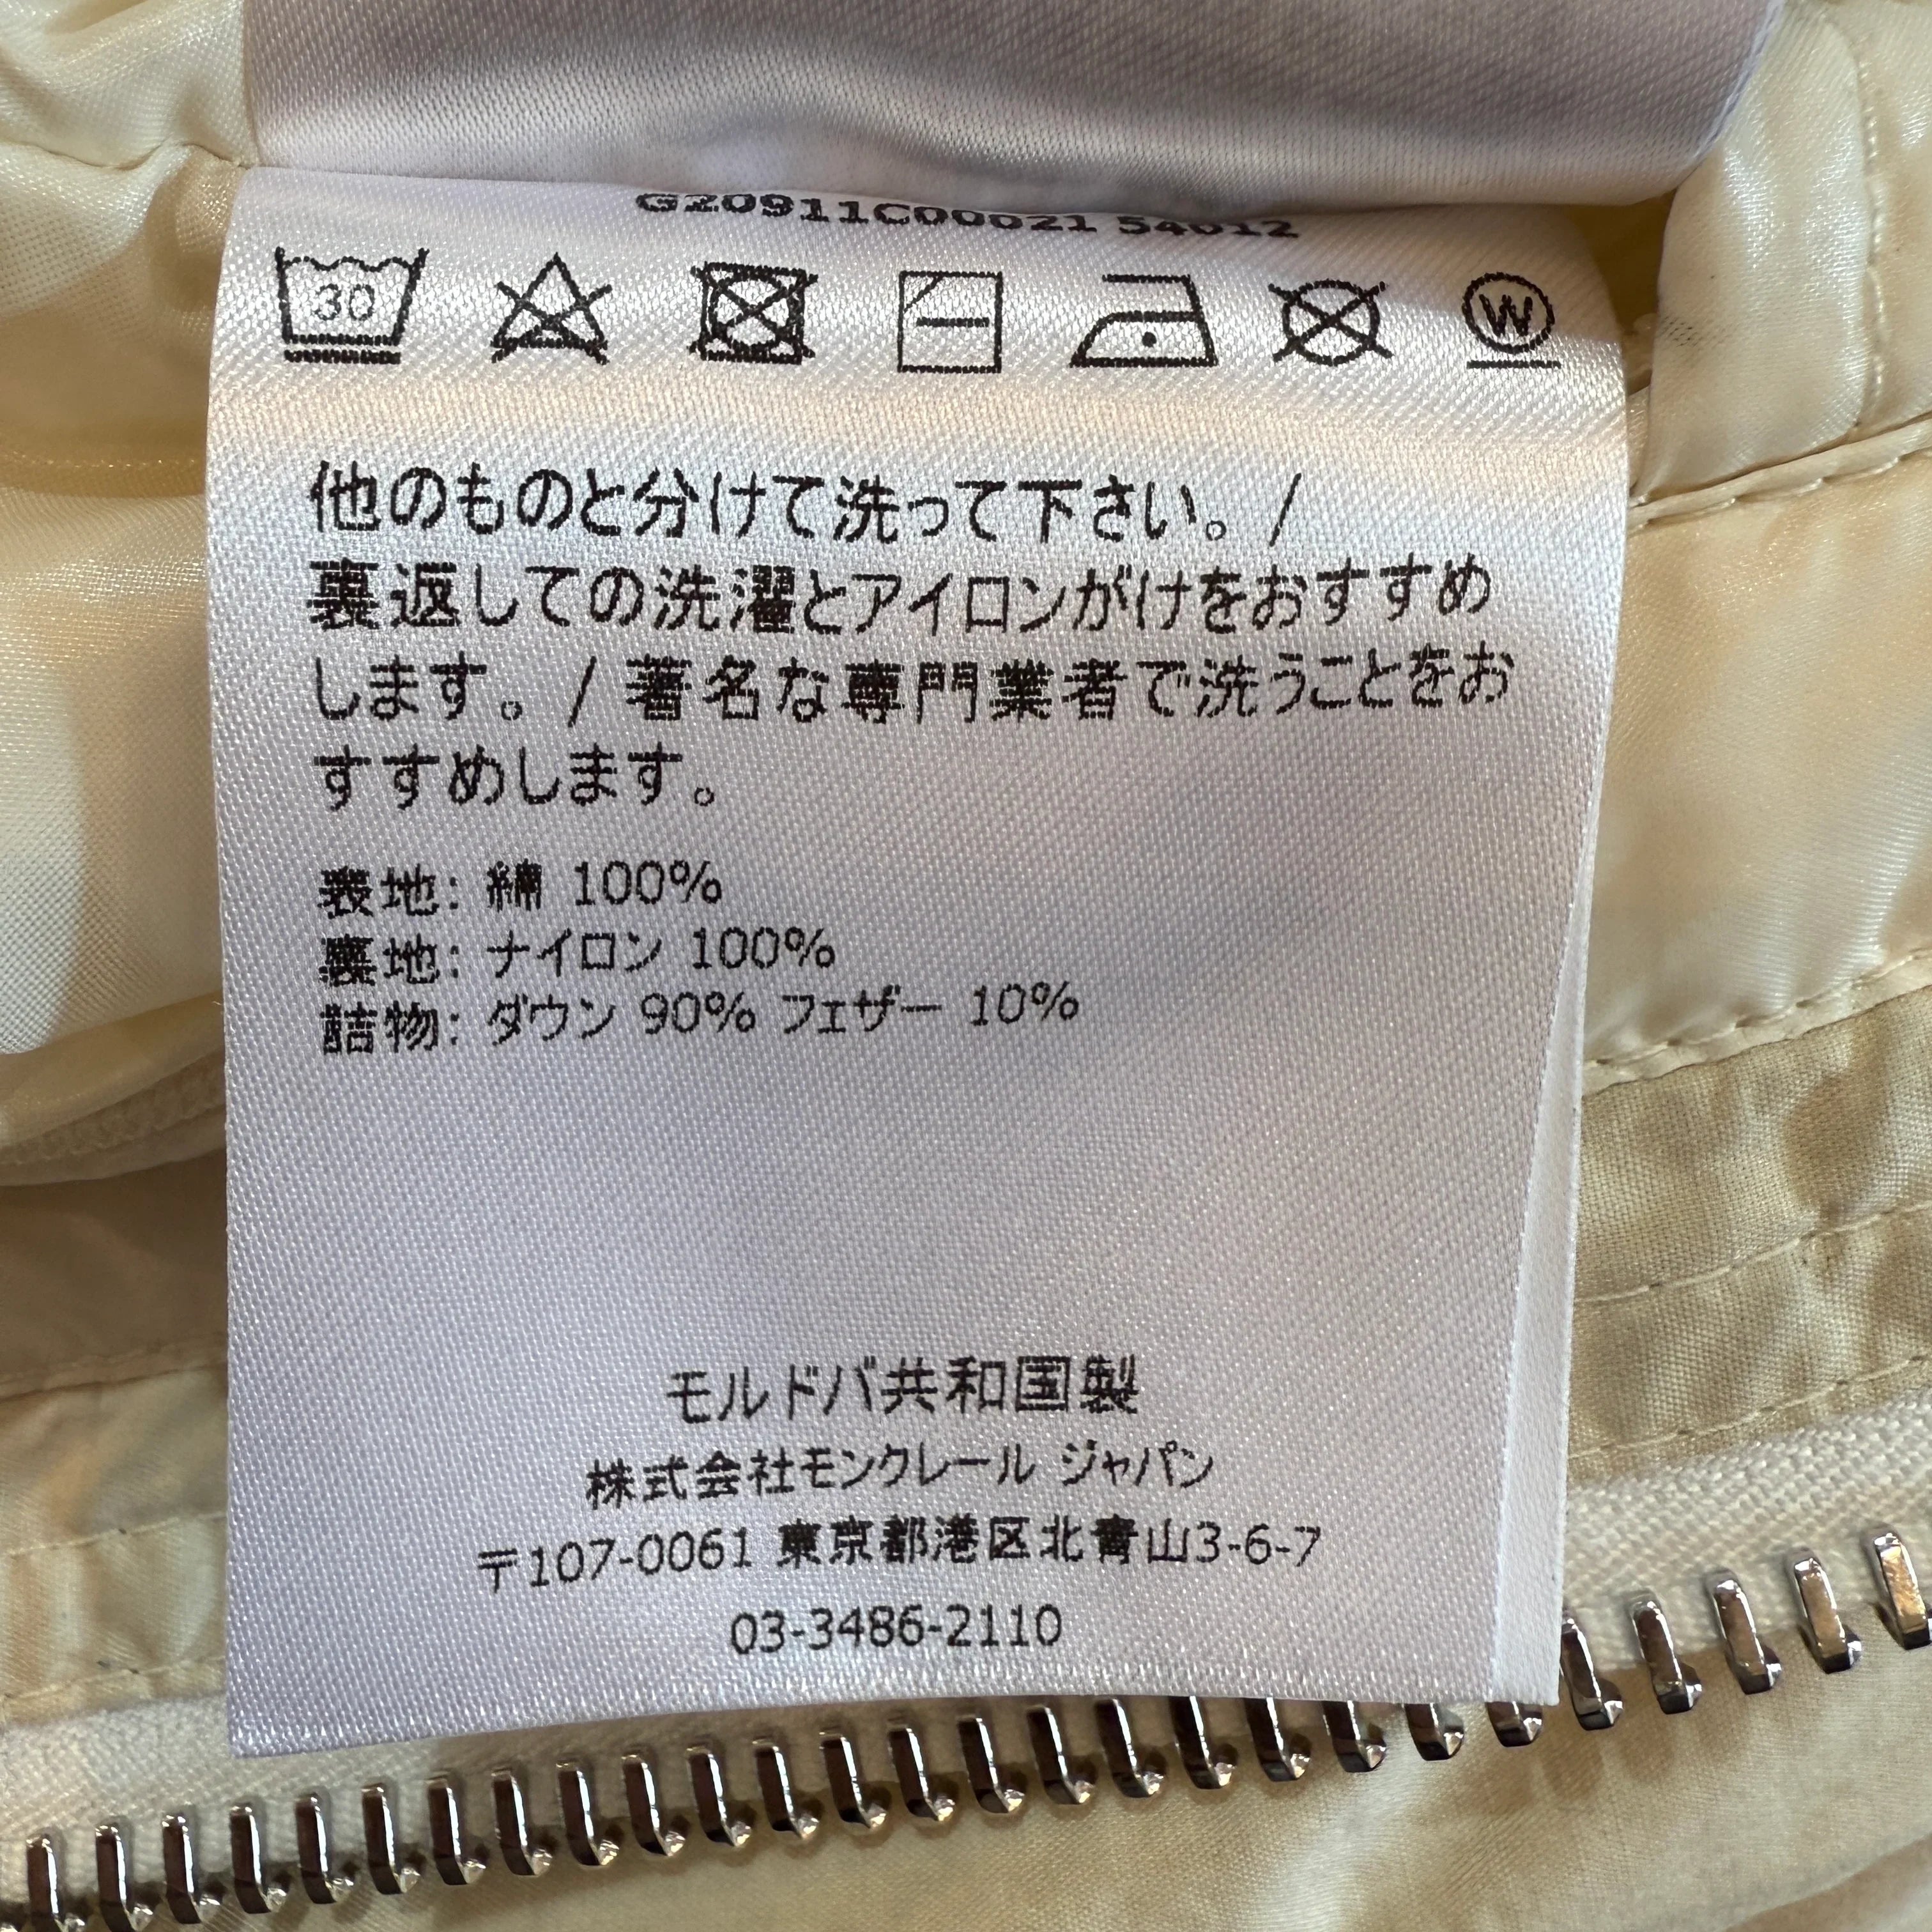 G20911C00021 54012
30
W
他のものと分けて洗って下さい。/
裏返しての洗濯とアイロンがけをおすすめ
します。/ 著名な専門業者で洗うことをお
すすめします。
表地: 綿 100%
裏地: ナイロン 100%
詰物: ダウン 90% フェザー 10%
モルドバ共和国製
株式会社モンクレール ジャパン
〒107-0061 東京都港区北青山3-6-7
03-3486-2110